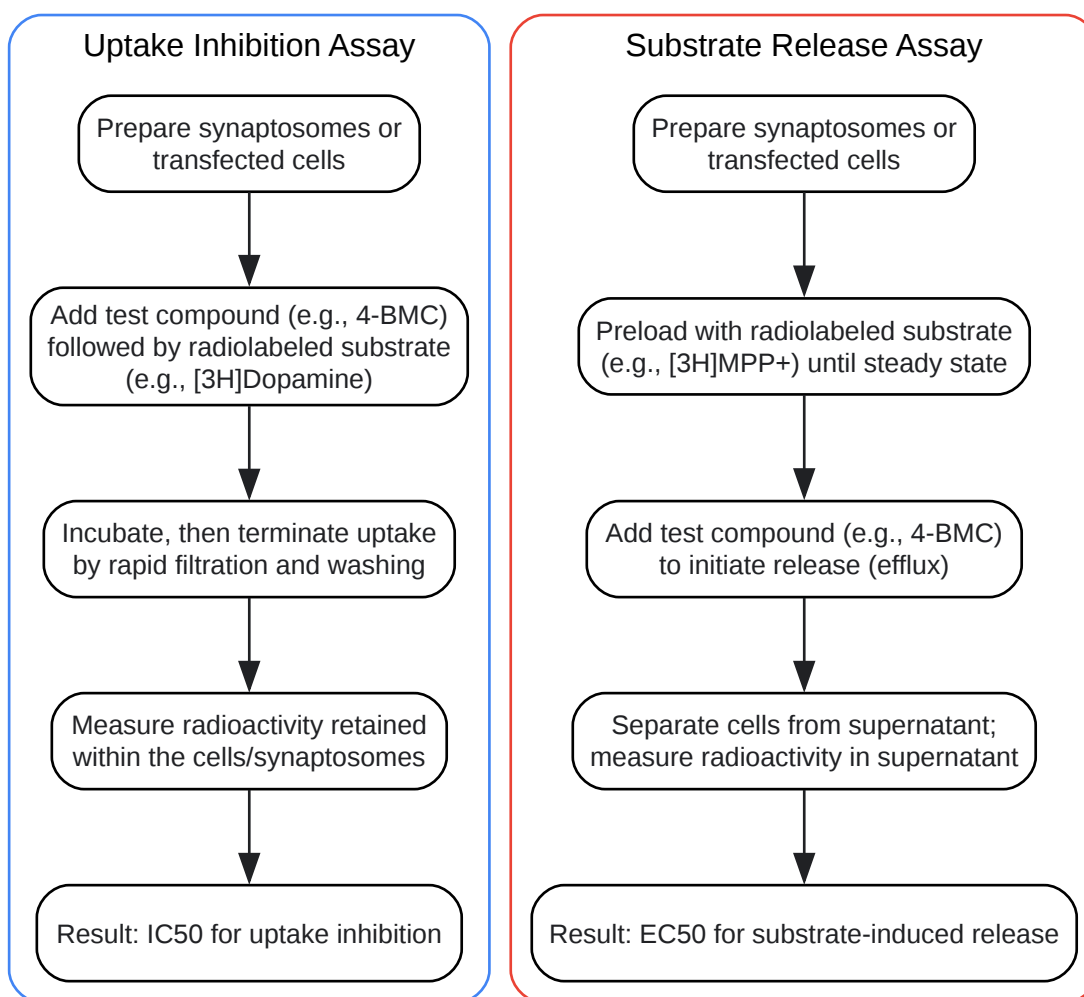 Uptake Inhibition Assay
Prepare synaptosomes or
transfected cells
Add test compound (e.g., 4-BMC)
followed by radiolabeled substrate
(e.g., [3H]Dopamine)
Incubate, then terminate uptake
by rapid filtration and washing
Measure radioactivity retained
within the cells/synaptosomes
Result: IC50 for uptake inhibition
Substrate Release Assay
Prepare synaptosomes or
transfected cells
Preload with radiolabeled substrate
(e.g., [3H]MPP+) until steady state
Add test compound (e.g., 4-BMC)
to initiate release (efflux)
Separate cells from supernatant;
measure radioactivity in supernatant
Result: EC50 for substrate-induced release